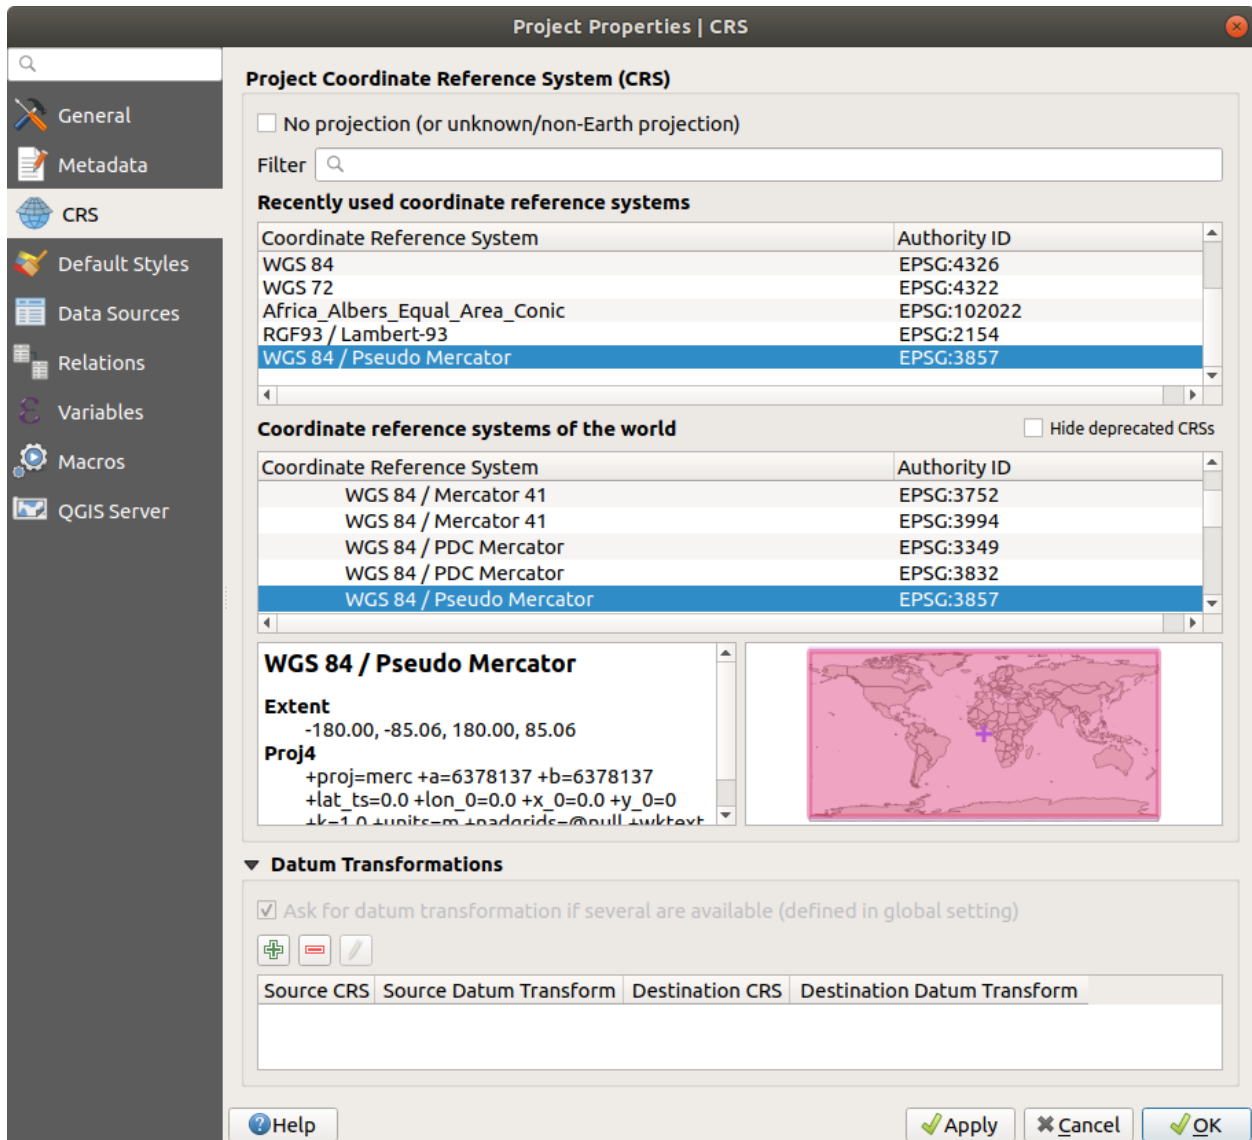 Project Properties | CRS
General
Metadata
CRS
Default Styles
Data Sources
Relations
Variables
Macros
QGIS Server
Project Coordinate Reference System (CRS)
No projection (or unknown/non-Earth projection)
Filter
Recently used coordinate reference systems
Coordinate Reference System Authority ID
WGS 84 EPSG:4326
WGS 72 EPSG:4322
Africa_Albers_Equal_Area_Conic EPSG:102022
RGF93 / Lambert-93 EPSG:2154
WGS 84 / Pseudo Mercator EPSG:3857
Coordinate reference systems of the world Hide deprecated CRSs
Coordinate Reference System Authority ID
WGS 84 / Mercator 41 EPSG:3752
WGS 84 / Mercator 41 EPSG:3994
WGS 84 / PDC Mercator EPSG:3349
WGS 84 / PDC Mercator EPSG:3832
WGS 84 / Pseudo Mercator EPSG:3857
WGS 84 / Pseudo Mercator
Extent
-180.00, -85.06, 180.00, 85.06
Proj4
+proj=merc +a=6378137 +b=6378137
+lat_ts=0.0 +lon_0=0.0 +x_0=0.0 +y_0=0
+k=1.0 +units=m +nadgrids=@null +wktext
Datum Transformations
Ask for datum transformation if several are available (defined in global setting)
Source CRS Source Datum Transform Destination CRS Destination Datum Transform
Help Apply Cancel OK